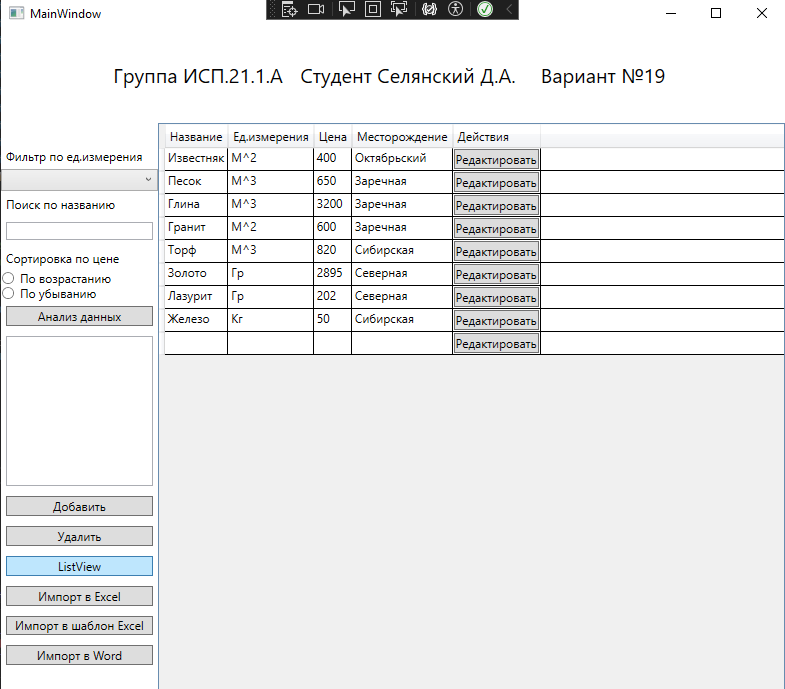 MainWindow
Группа ИСП.21.1.А Студент Селянский Д.А. Вариант №19
Фильтр по ед.измерения
Поиск по названию
Сортировка по цене
По возрастанию
По убыванию
Анализ данных
Добавить
Удалить
ListView
Импорт в Excel
Импорт в шаблон Excel
Импорт в Word
Название Ед.измерения Цена Месторождение Действия
Известняк М^2 400 Октябрьский Редактировать
Песок М^3 650 Заречная Редактировать
Глина М^3 3200 Заречная Редактировать
Гранит М^2 600 Заречная Редактировать
Торф М^3 820 Сибирская Редактировать
Золото Гр 2895 Северная Редактировать
Лазурит Гр 202 Северная Редактировать
Железо Кг 50 Сибирская Редактировать
Редактировать